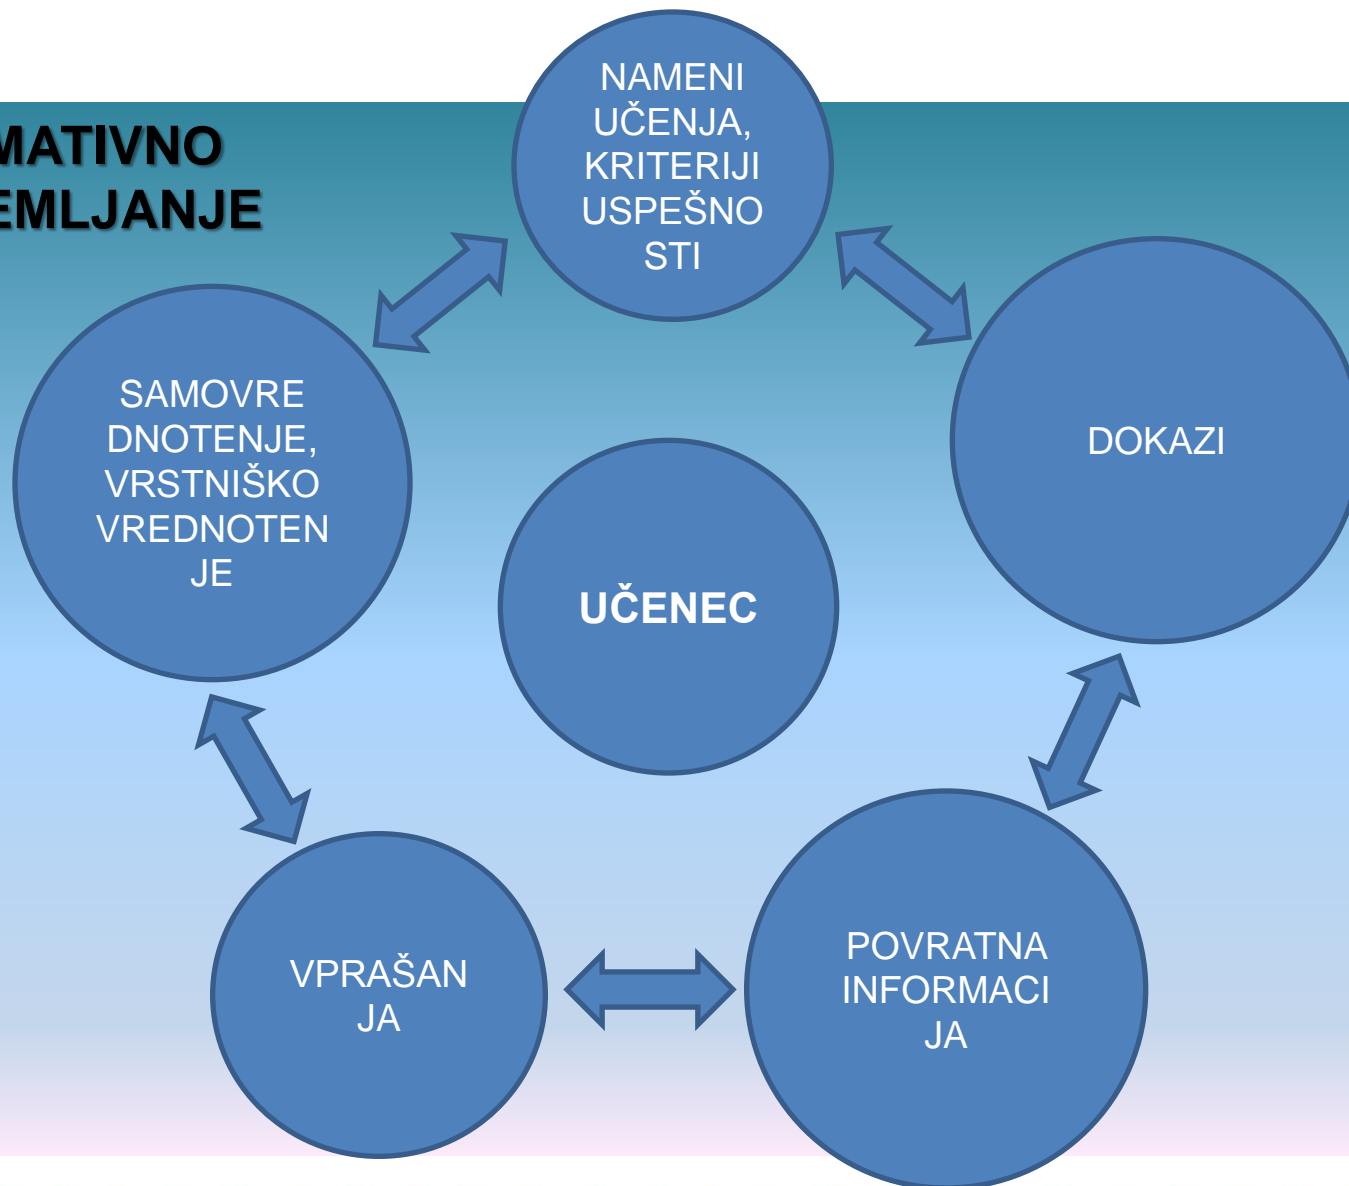 MATIVNO
EMLJANJE
NAMENI
UČENJA,
KRITERIJI
USPEŠNO
STI
DOKAZI
SAMOVRE
DNOTENJE,
VRSTNIŠKO
VREDNOTEN
JE
UČENEC
VPRAŠAN
JA
POVRATNA
INFORMACI
JA